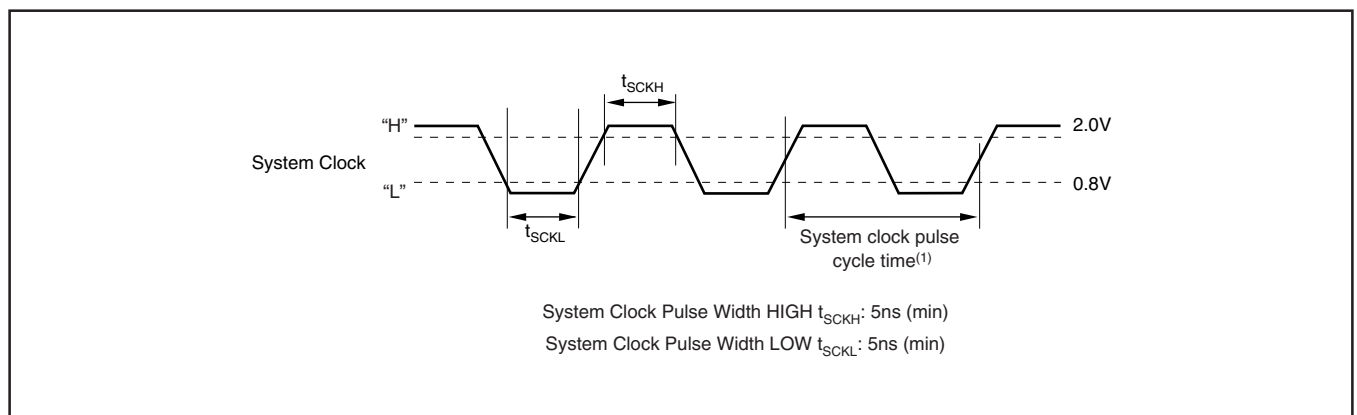 tSCKH
“H”
2.0V
System Clock
“L”
0.8V
tSCKL
System clock pulse
cycle time(1)
System Clock Pulse Width HIGH tSCKH: 5ns (min)
System Clock Pulse Width LOW tSCKL: 5ns (min)